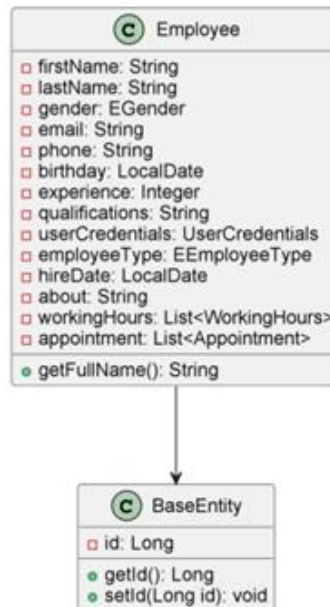 C Employee
firstName: String
lastName: String
gender: EGender
email: String
phone: String
birthday: LocalDate
experience: Integer
qualifications: String
userCredentials: UserCredentials
employeeType: EEmployeeType
hireDate: LocalDate
about: String
workingHours: List<WorkingHours>
appointment: List<Appointment>
getFullName(): String
C BaseEntity
id: Long
getId(): Long
setId(Long id): void